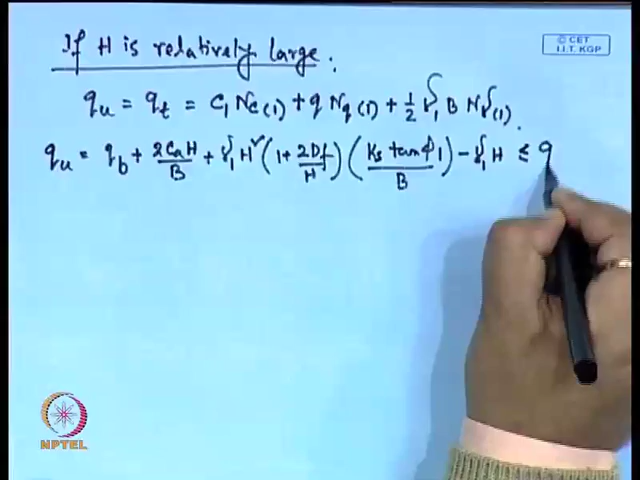 If H is relatively large.:
© CET
I.I.T. KGP
qu = qt = C1 Nc(1) + q Nq(1) + 1/2 γ1 B Nγ(1).
qu = qb + 2CaH/B + γ1 H² (1 + 2Df/H) (Ks tan φ1/B) - γ1 H ≤ q
NPTEL